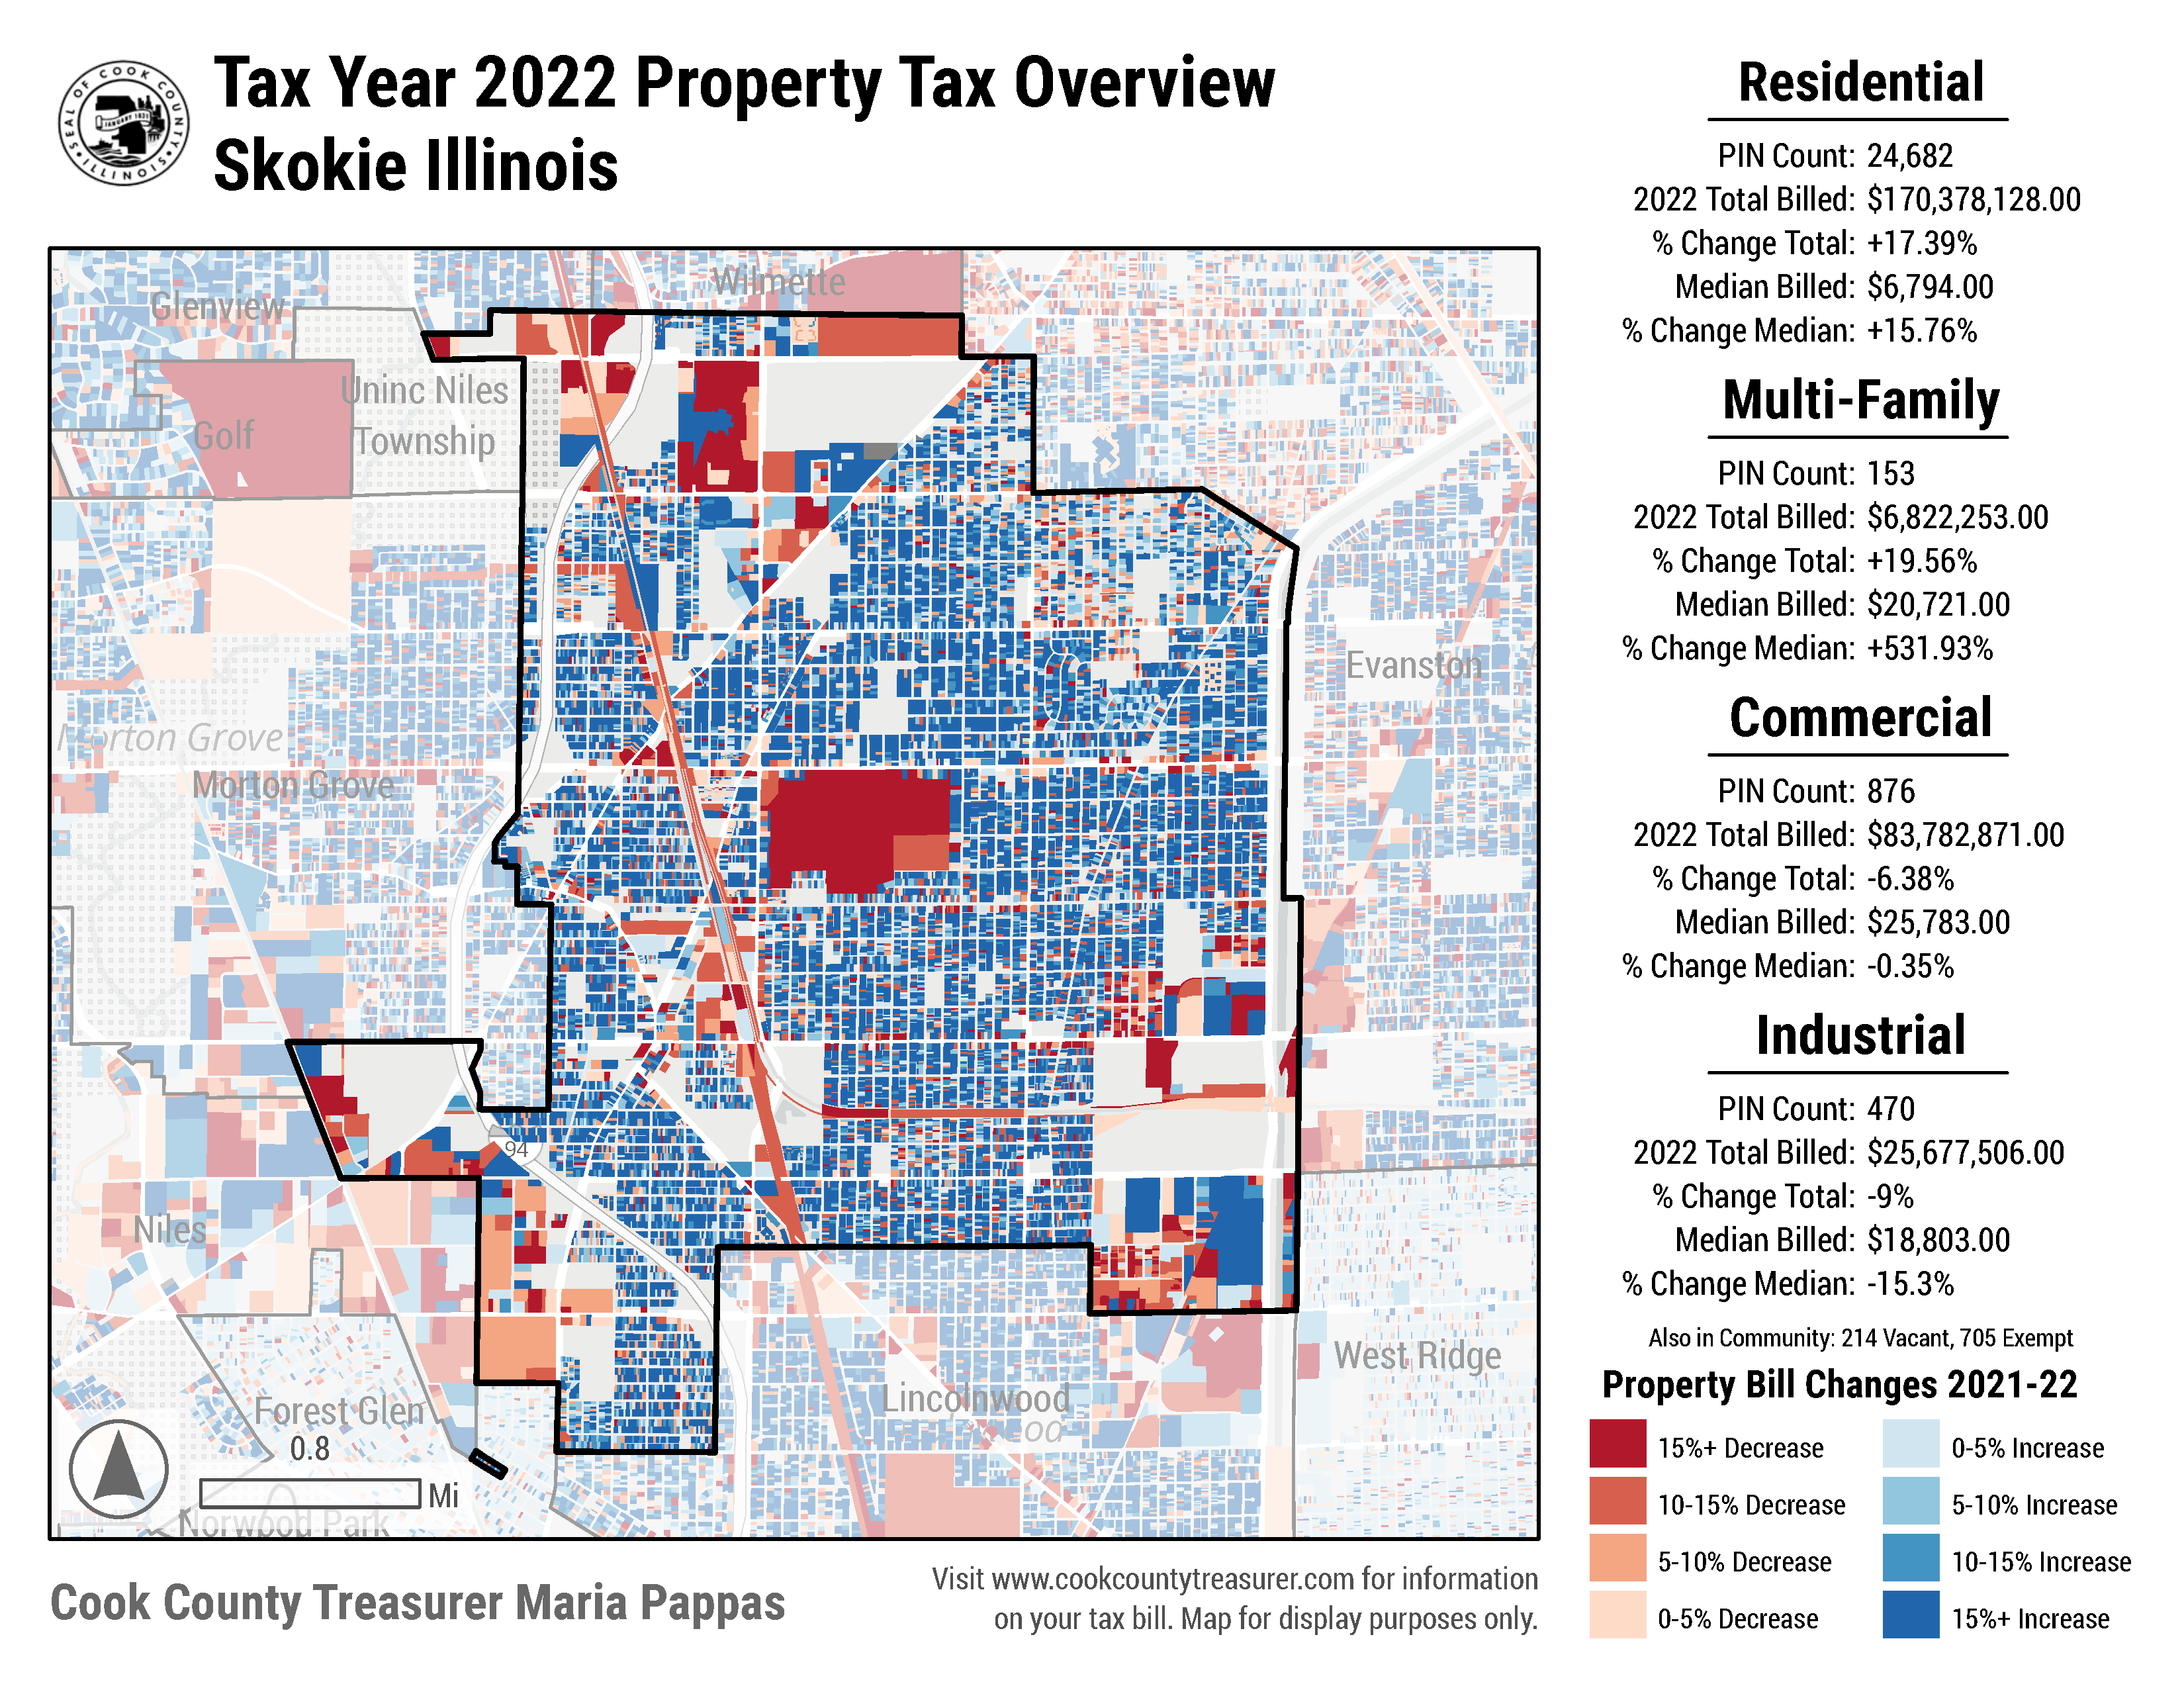 SEAL OF COOK COUNTY
ILLINOIS
JANUARY 1831
Tax Year 2022 Property Tax Overview
Skokie Illinois
Wilmette
Glenview
Uninc Niles
Township
Golf
Evanston
Morton Grove
Morton Grove
94
Niles
West Ridge
Lincolnwood
Forest Glen
0.8
Mi
Norwood Park
Cook County Treasurer Maria Pappas
Visit www.cookcountytreasurer.com for information
on your tax bill. Map for display purposes only.
Residential
PIN Count: 24,682
2022 Total Billed: $170,378,128.00
% Change Total: +17.39%
Median Billed: $6,794.00
% Change Median: +15.76%
Multi-Family
PIN Count: 153
2022 Total Billed: $6,822,253.00
% Change Total: +19.56%
Median Billed: $20,721.00
% Change Median: +531.93%
Commercial
PIN Count: 876
2022 Total Billed: $83,782,871.00
% Change Total: -6.38%
Median Billed: $25,783.00
% Change Median: -0.35%
Industrial
PIN Count: 470
2022 Total Billed: $25,677,506.00
% Change Total: -9%
Median Billed: $18,803.00
% Change Median: -15.3%
Also in Community: 214 Vacant, 705 Exempt
Property Bill Changes 2021-22
15%+ Decrease
10-15% Decrease
5-10% Decrease
0-5% Decrease
0-5% Increase
5-10% Increase
10-15% Increase
15%+ Increase